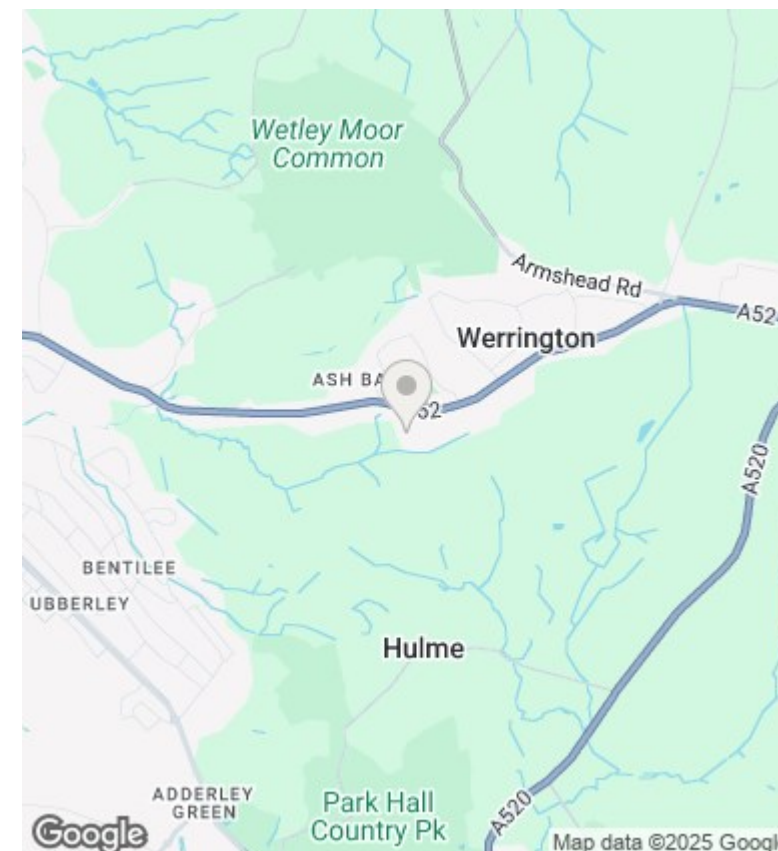 Wetley Moor
Common
Armshead Rd
A52
Werrington
ASH BA
52
A520
BENTILEE
UBBERLEY
Hulme
ADDERLEY
GREEN
Park Hall
Country Pk
A520
Google
Map data ©2025 Googl